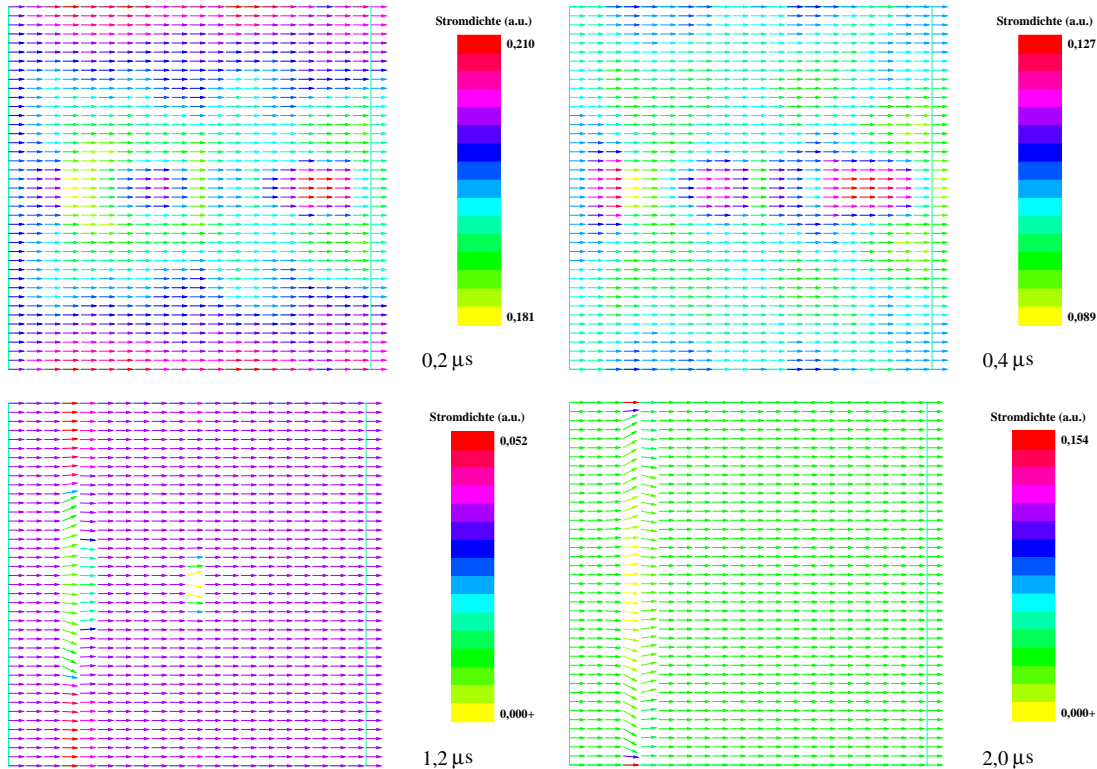 Stromdichte (a.u.)
0,210
0,181
0,2 µs
Stromdichte (a.u.)
0,127
0,089
0,4 µs
Stromdichte (a.u.)
0,052
0,000+
1,2 µs
Stromdichte (a.u.)
0,154
0,000+
2,0 µs